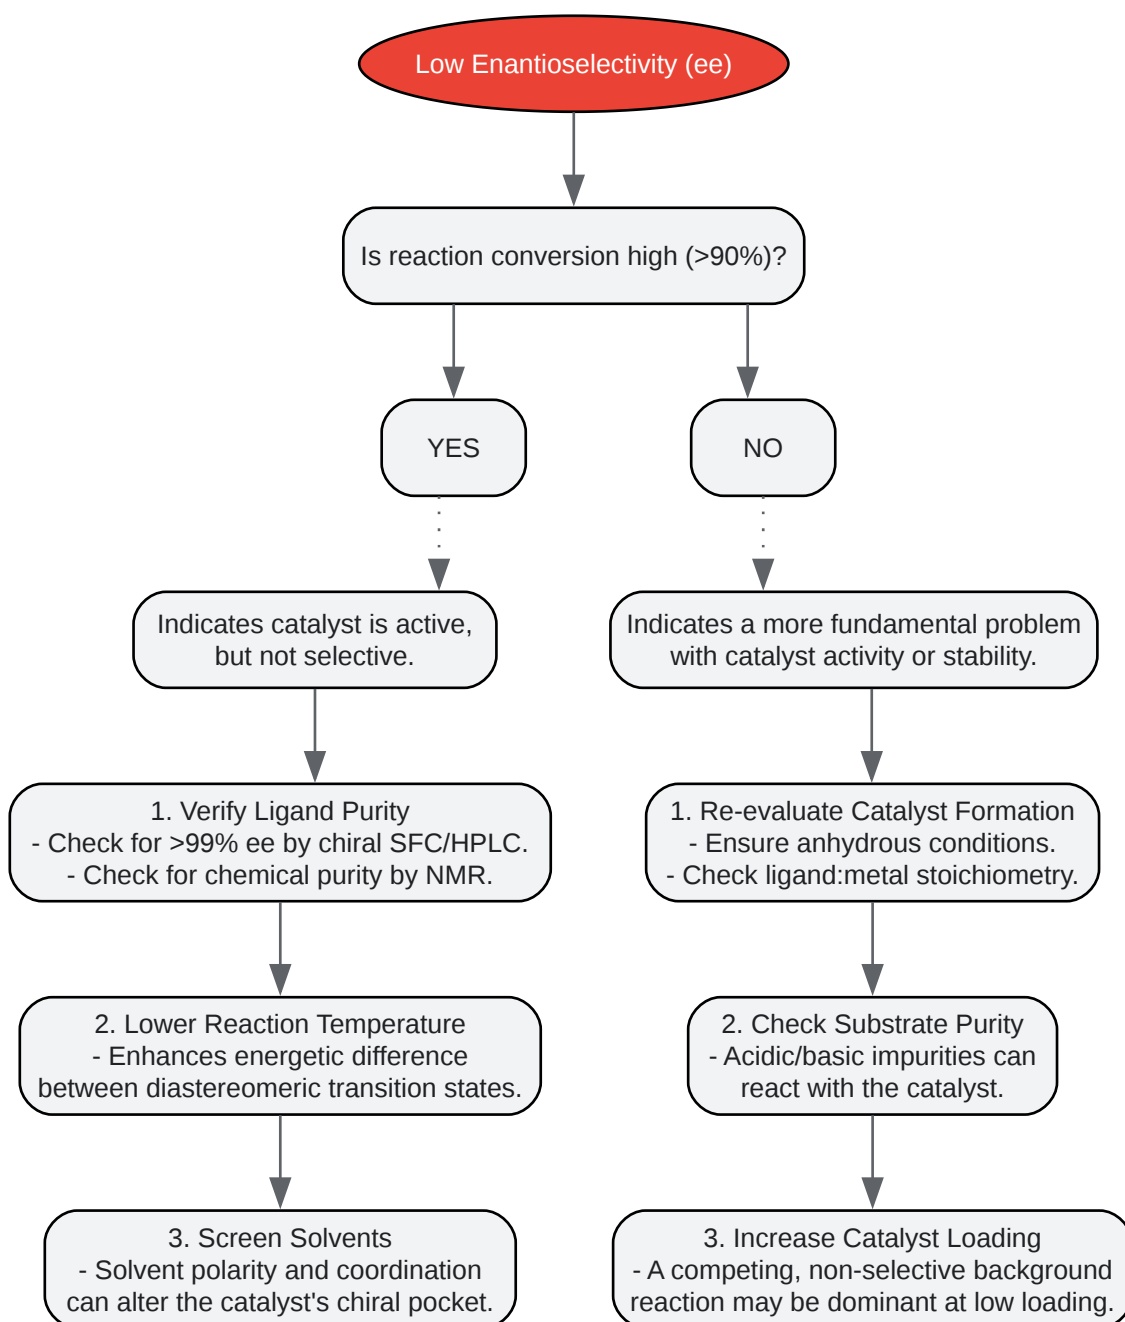 Low Enantioselectivity (ee)
Is reaction conversion high (>90%)?
YES
NO
Indicates catalyst is active,
but not selective.
Indicates a more fundamental problem
with catalyst activity or stability.
1. Verify Ligand Purity
- Check for >99% ee by chiral SFC/HPLC.
- Check for chemical purity by NMR.
1. Re-evaluate Catalyst Formation
- Ensure anhydrous conditions.
- Check ligand:metal stoichiometry.
2. Lower Reaction Temperature
- Enhances energetic difference
between diastereomeric transition states.
2. Check Substrate Purity
- Acidic/basic impurities can
react with the catalyst.
3. Screen Solvents
- Solvent polarity and coordination
can alter the catalyst's chiral pocket.
3. Increase Catalyst Loading
- A competing, non-selective background
reaction may be dominant at low loading.